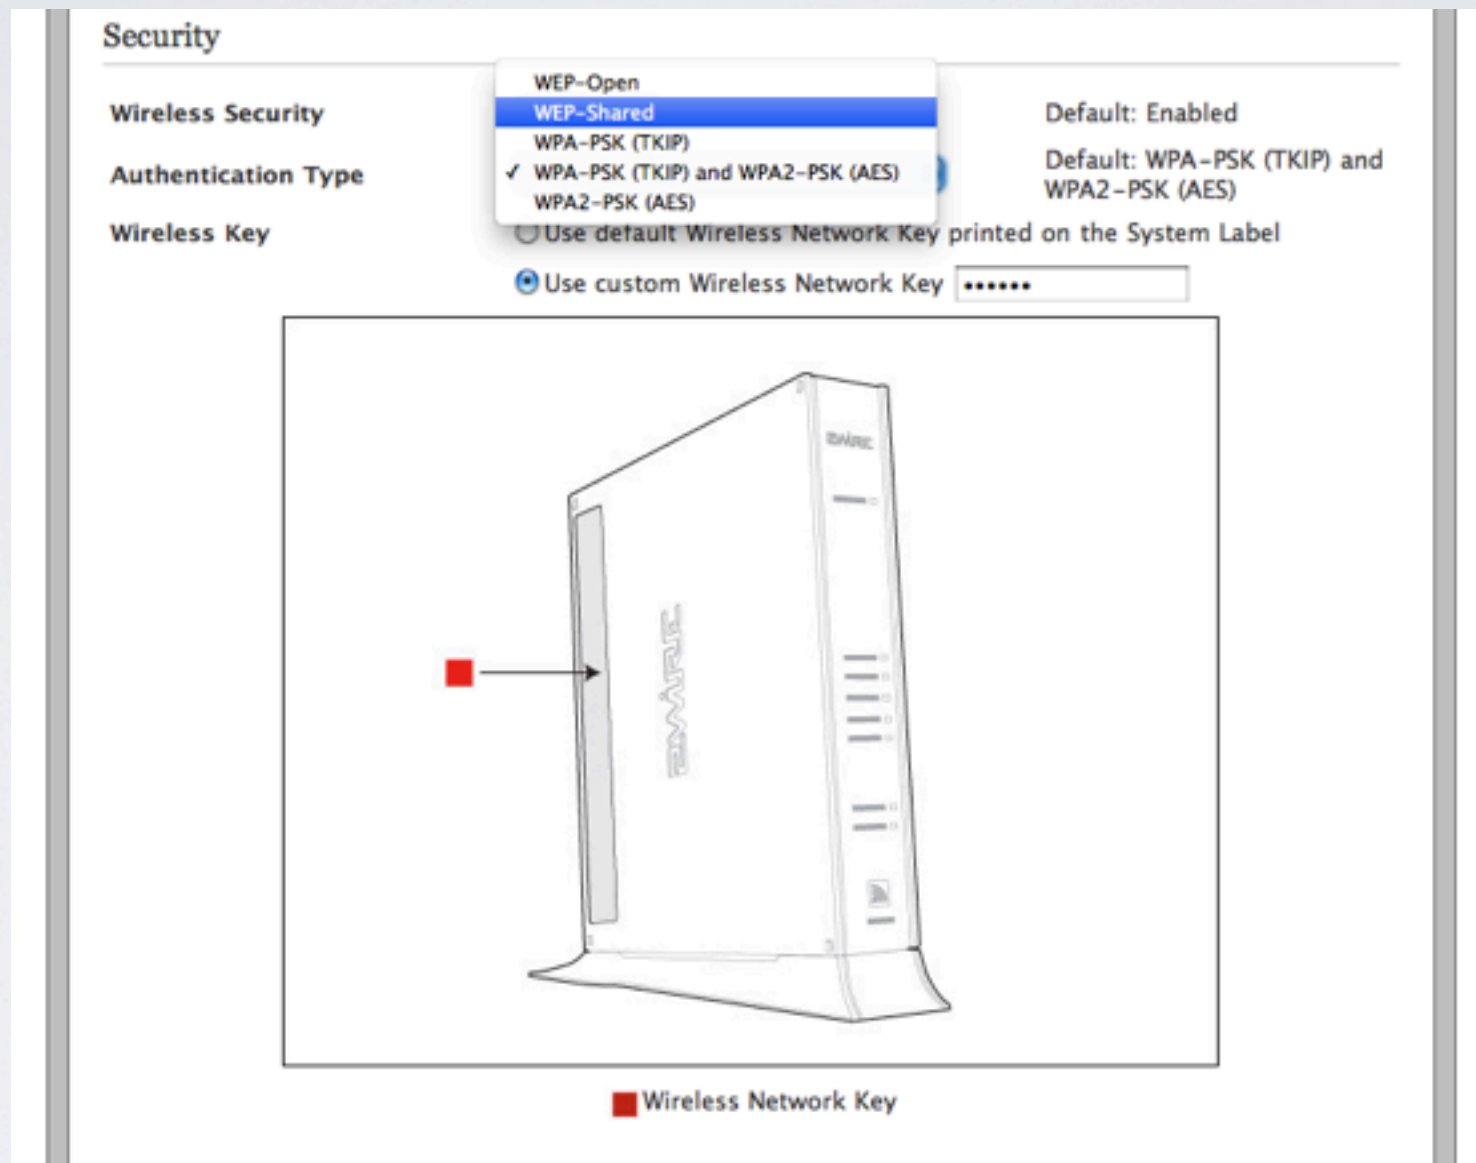 Security
WEP-Open
Wireless Security
WEP-Shared
Default: Enabled
WPA-PSK (TKIP)
Authentication Type
✓ WPA-PSK (TKIP) and WPA2-PSK (AES)
Default: WPA-PSK (TKIP) and
WPA2-PSK (AES)
WPA2-PSK (AES)
Wireless Key
Use default Wireless Network Key printed on the System Label
Use custom Wireless Network Key ••••••
2WIRE
2WIRE
Wireless Network Key